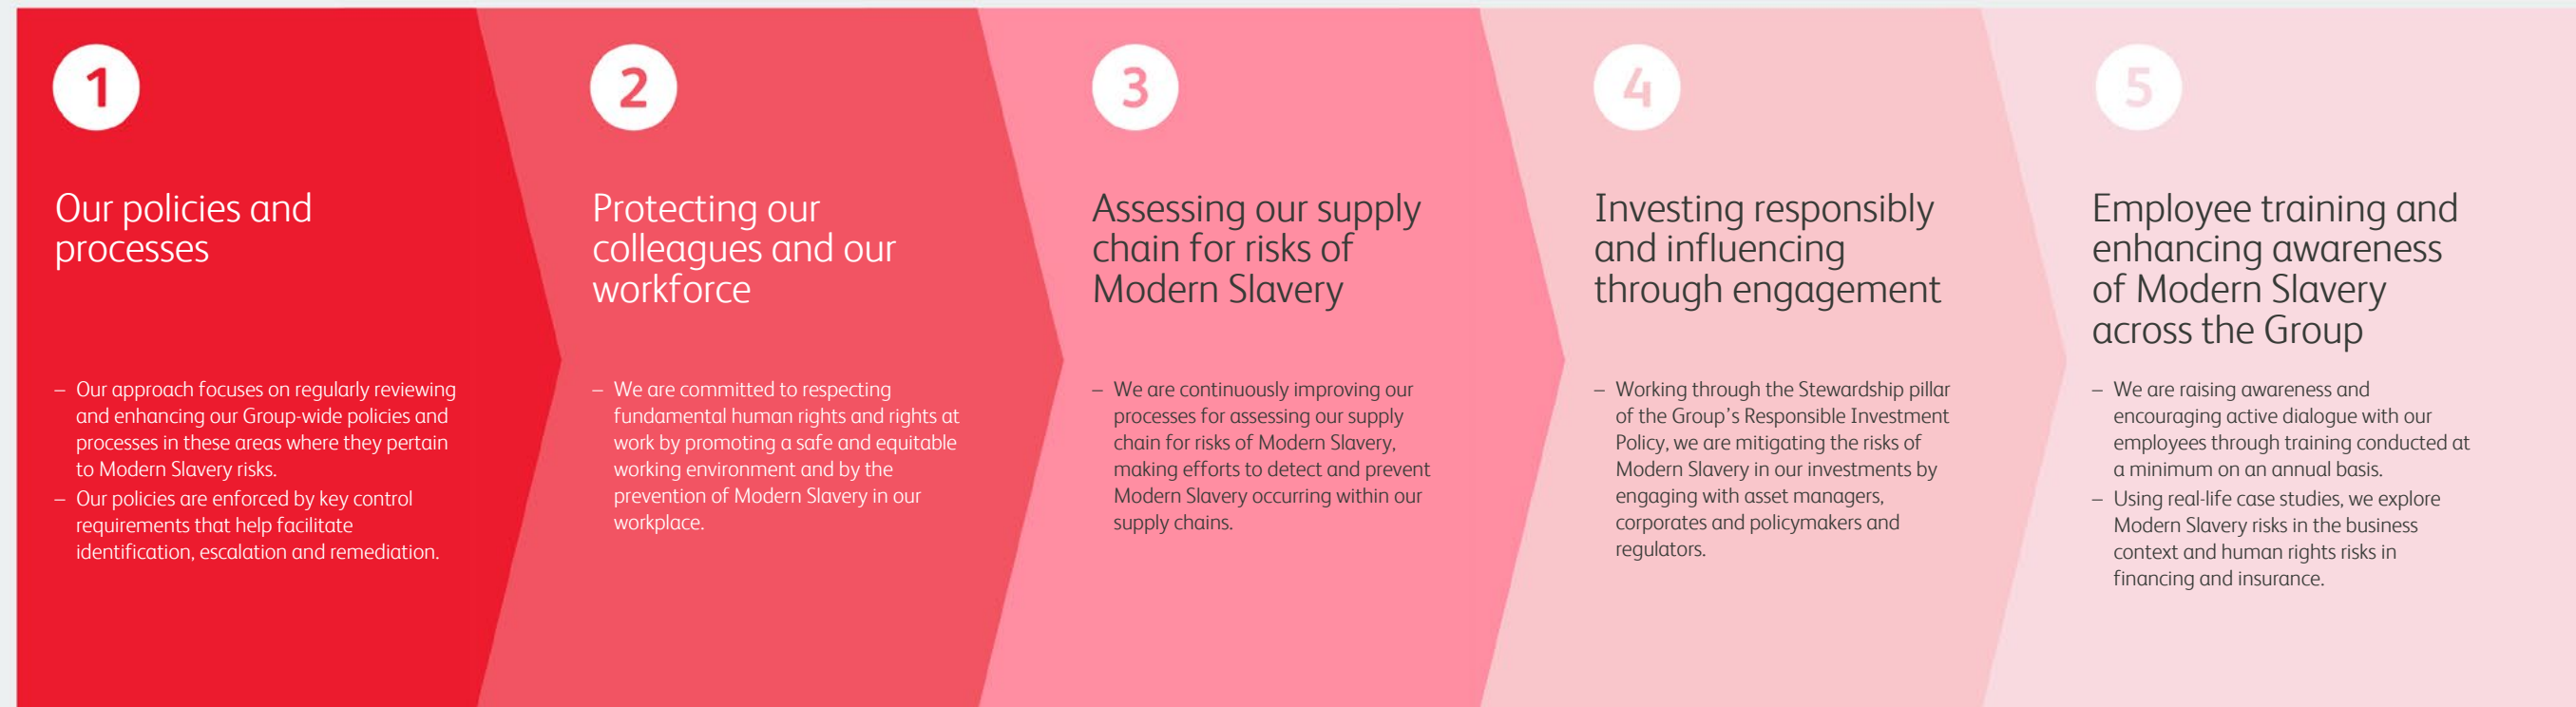 1
Our policies and
processes
– Our approach focuses on regularly reviewing
and enhancing our Group-wide policies and
processes in these areas where they pertain
to Modern Slavery risks.
– Our policies are enforced by key control
requirements that help facilitate
identification, escalation and remediation.
2
Protecting our
colleagues and our
workforce
– We are committed to respecting
fundamental human rights and rights at
work by promoting a safe and equitable
working environment and by the
prevention of Modern Slavery in our
workplace.
3
Assessing our supply
chain for risks of
Modern Slavery
– We are continuously improving our
processes for assessing our supply
chain for risks of Modern Slavery,
making efforts to detect and prevent
Modern Slavery occurring within our
supply chains.
4
Investing responsibly
and influencing
through engagement
– Working through the Stewardship pillar
of the Group's Responsible Investment
Policy, we are mitigating the risks of
Modern Slavery in our investments by
engaging with asset managers,
corporates and policymakers and
regulators.
5
Employee training and
enhancing awareness
of Modern Slavery
across the Group
– We are raising awareness and
encouraging active dialogue with our
employees through training conducted at
a minimum on an annual basis.
– Using real-life case studies, we explore
Modern Slavery risks in the business
context and human rights risks in
financing and insurance.